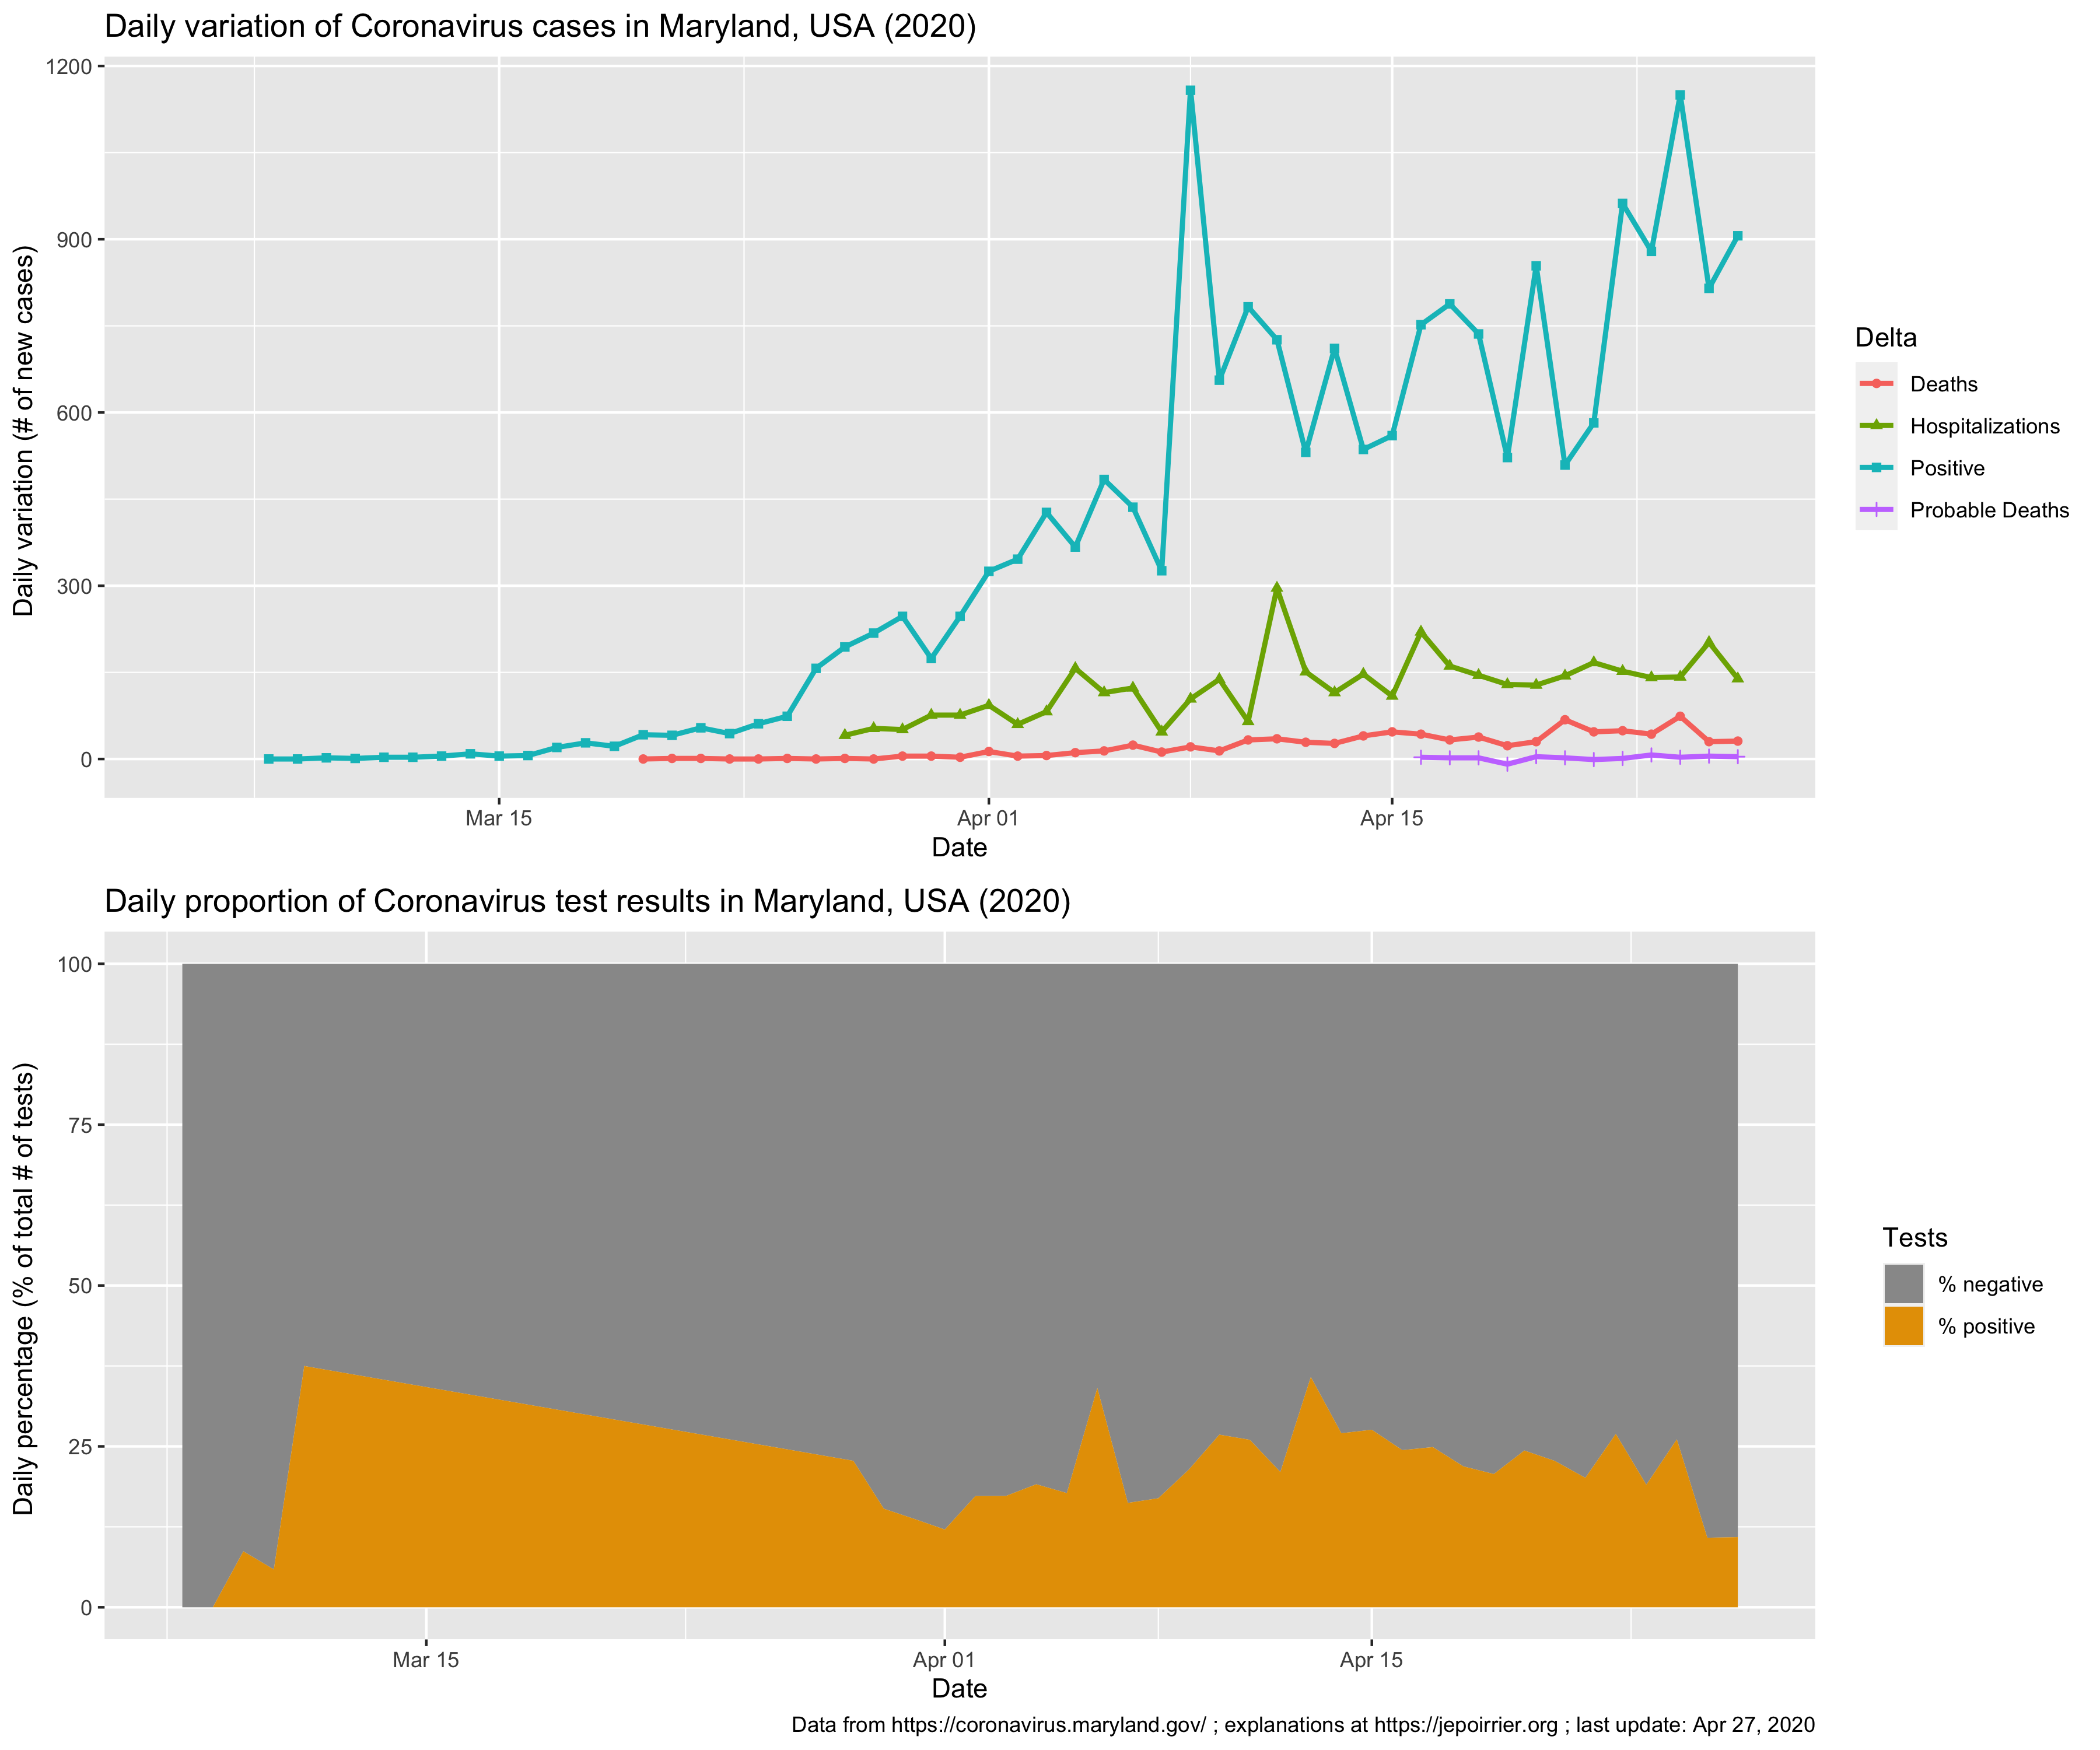 Daily variation of Coronavirus cases in Maryland, USA (2020)
Daily variation (# of new cases)
1200
900
600
300
0
Mar 15
Apr 01
Apr 15
Date
Delta
Deaths
Hospitalizations
Positive
Probable Deaths
Daily proportion of Coronavirus test results in Maryland, USA (2020)
Daily percentage (% of total # of tests)
100
75
50
25
0
Mar 15
Apr 01
Apr 15
Date
Tests
% negative
% positive
Data from https://coronavirus.maryland.gov/ ; explanations at https://jepoirrier.org ; last update: Apr 27, 2020